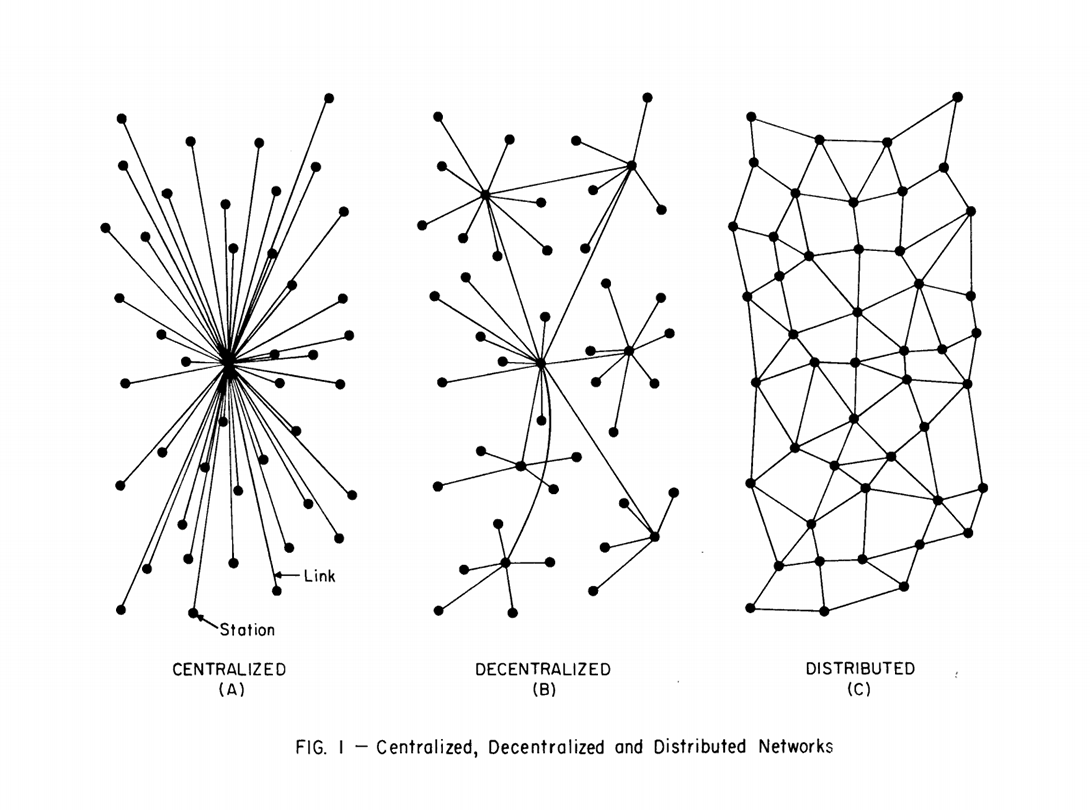 Link
Station
CENTRALIZED
(A)
DECENTRALIZED
(B)
DISTRIBUTED
(C)
FIG. I — Centralized, Decentralized and Distributed Networks